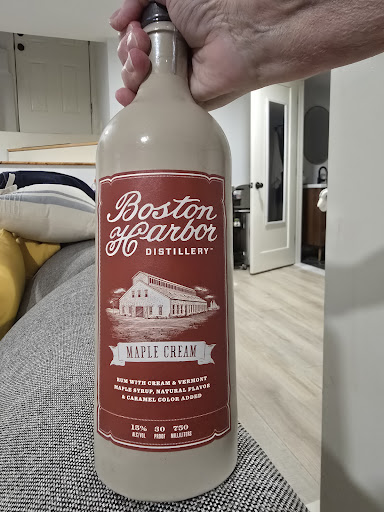 Boston
Harbor
DISTILLERY™
MAPLE CREAM
RUM WITH CREAM & VERMONT
MAPLE SYRUP, NATURAL FLAVOR
& CARAMEL COLOR ADDED
15% 30 750
ALC/VOL PROOF MILLILITERS